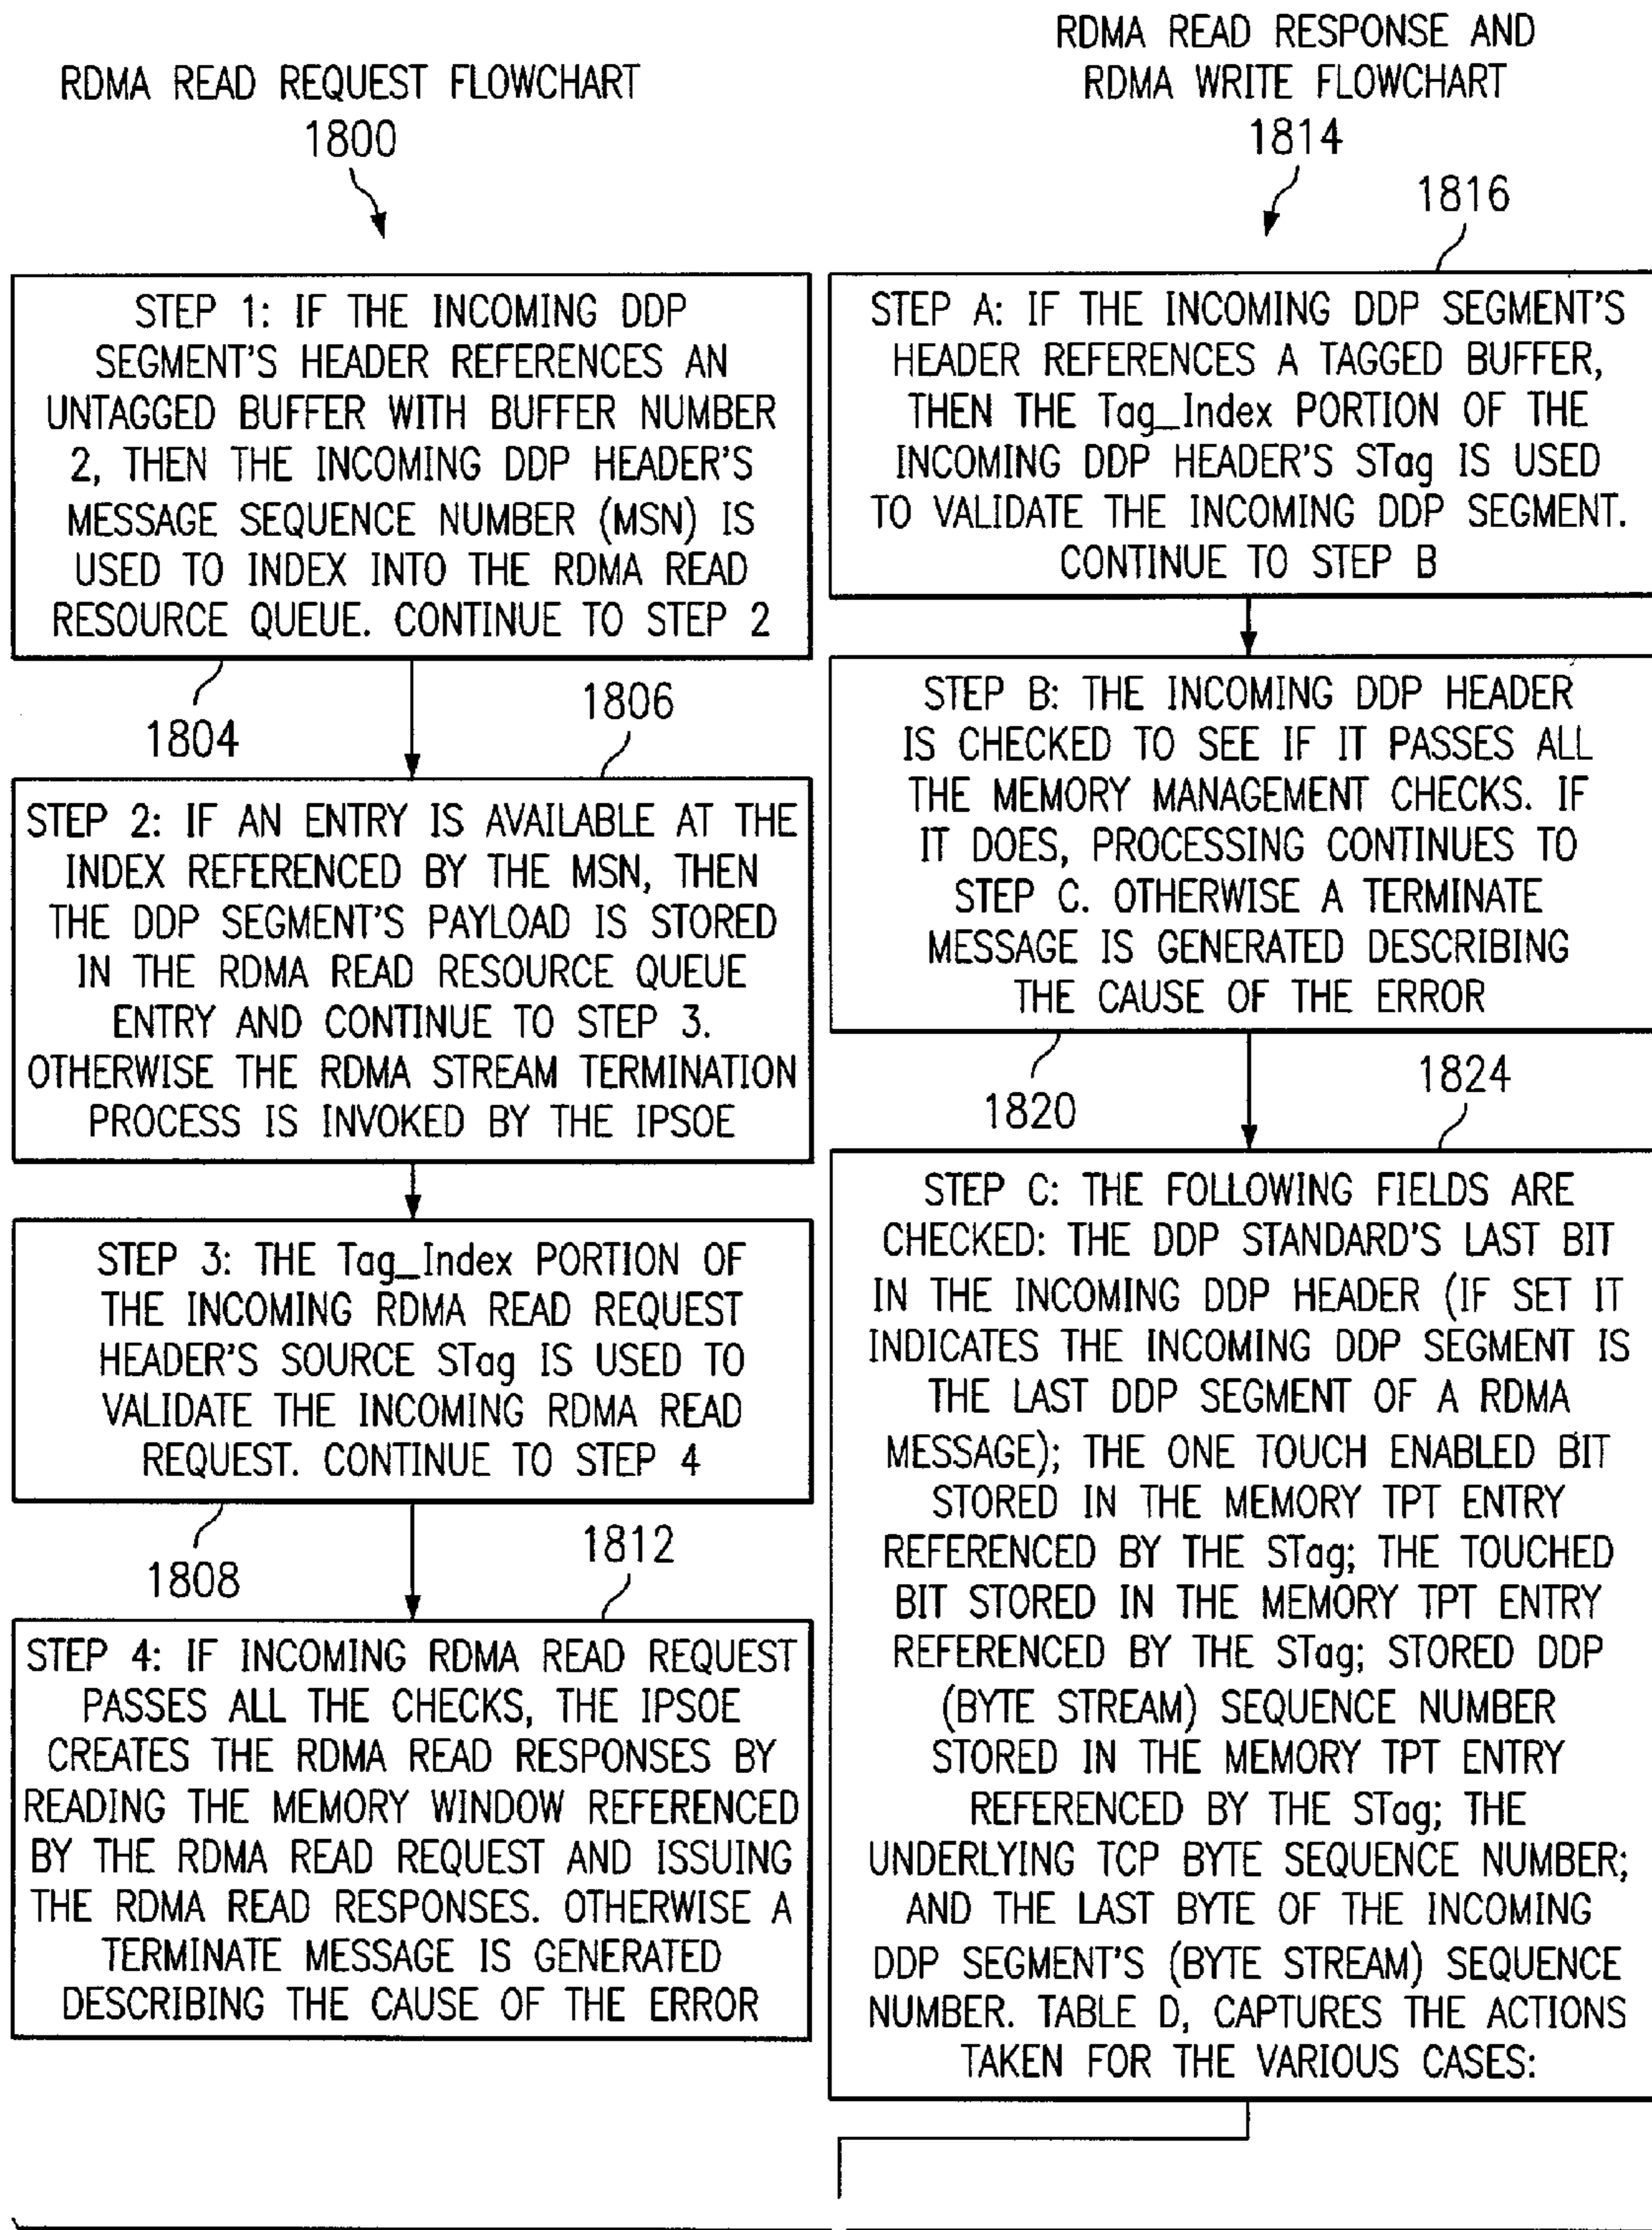 RDMA READ REQUEST FLOWCHART
1800
STEP 1: IF THE INCOMING DDP
SEGMENT'S HEADER REFERENCES AN
UNTAGGED BUFFER WITH BUFFER NUMBER
2, THEN THE INCOMING DDP HEADER'S
MESSAGE SEQUENCE NUMBER (MSN) IS
USED TO INDEX INTO THE RDMA READ
RESOURCE QUEUE. CONTINUE TO STEP 2
1804
1806
STEP 2: IF AN ENTRY IS AVAILABLE AT THE
INDEX REFERENCED BY THE MSN, THEN
THE DDP SEGMENT'S PAYLOAD IS STORED
IN THE RDMA READ RESOURCE QUEUE
ENTRY AND CONTINUE TO STEP 3.
OTHERWISE THE RDMA STREAM TERMINATION
PROCESS IS INVOKED BY THE IPSOE
STEP 3: THE Tag_Index PORTION OF
THE INCOMING RDMA READ REQUEST
HEADER'S SOURCE STag IS USED TO
VALIDATE THE INCOMING RDMA READ
REQUEST. CONTINUE TO STEP 4
1808
1812
STEP 4: IF INCOMING RDMA READ REQUEST
PASSES ALL THE CHECKS, THE IPSOE
CREATES THE RDMA READ RESPONSES BY
READING THE MEMORY WINDOW REFERENCED
BY THE RDMA READ REQUEST AND ISSUING
THE RDMA READ RESPONSES. OTHERWISE A
TERMINATE MESSAGE IS GENERATED
DESCRIBING THE CAUSE OF THE ERROR
RDMA READ RESPONSE AND
RDMA WRITE FLOWCHART
1814
1816
STEP A: IF THE INCOMING DDP SEGMENT'S
HEADER REFERENCES A TAGGED BUFFER,
THEN THE Tag_Index PORTION OF THE
INCOMING DDP HEADER'S STag IS USED
TO VALIDATE THE INCOMING DDP SEGMENT.
CONTINUE TO STEP B
STEP B: THE INCOMING DDP HEADER
IS CHECKED TO SEE IF IT PASSES ALL
THE MEMORY MANAGEMENT CHECKS. IF
IT DOES, PROCESSING CONTINUES TO
STEP C. OTHERWISE A TERMINATE
MESSAGE IS GENERATED DESCRIBING
THE CAUSE OF THE ERROR
1820
1824
STEP C: THE FOLLOWING FIELDS ARE
CHECKED: THE DDP STANDARD'S LAST BIT
IN THE INCOMING DDP HEADER (IF SET IT
INDICATES THE INCOMING DDP SEGMENT IS
THE LAST DDP SEGMENT OF A RDMA
MESSAGE); THE ONE TOUCH ENABLED BIT
STORED IN THE MEMORY TPT ENTRY
REFERENCED BY THE STag; THE TOUCHED
BIT STORED IN THE MEMORY TPT ENTRY
REFERENCED BY THE STag; STORED DDP
(BYTE STREAM) SEQUENCE NUMBER
STORED IN THE MEMORY TPT ENTRY
REFERENCED BY THE STag; THE
UNDERLYING TCP BYTE SEQUENCE NUMBER;
AND THE LAST BYTE OF THE INCOMING
DDP SEGMENT'S (BYTE STREAM) SEQUENCE
NUMBER. TABLE D, CAPTURES THE ACTIONS
TAKEN FOR THE VARIOUS CASES: